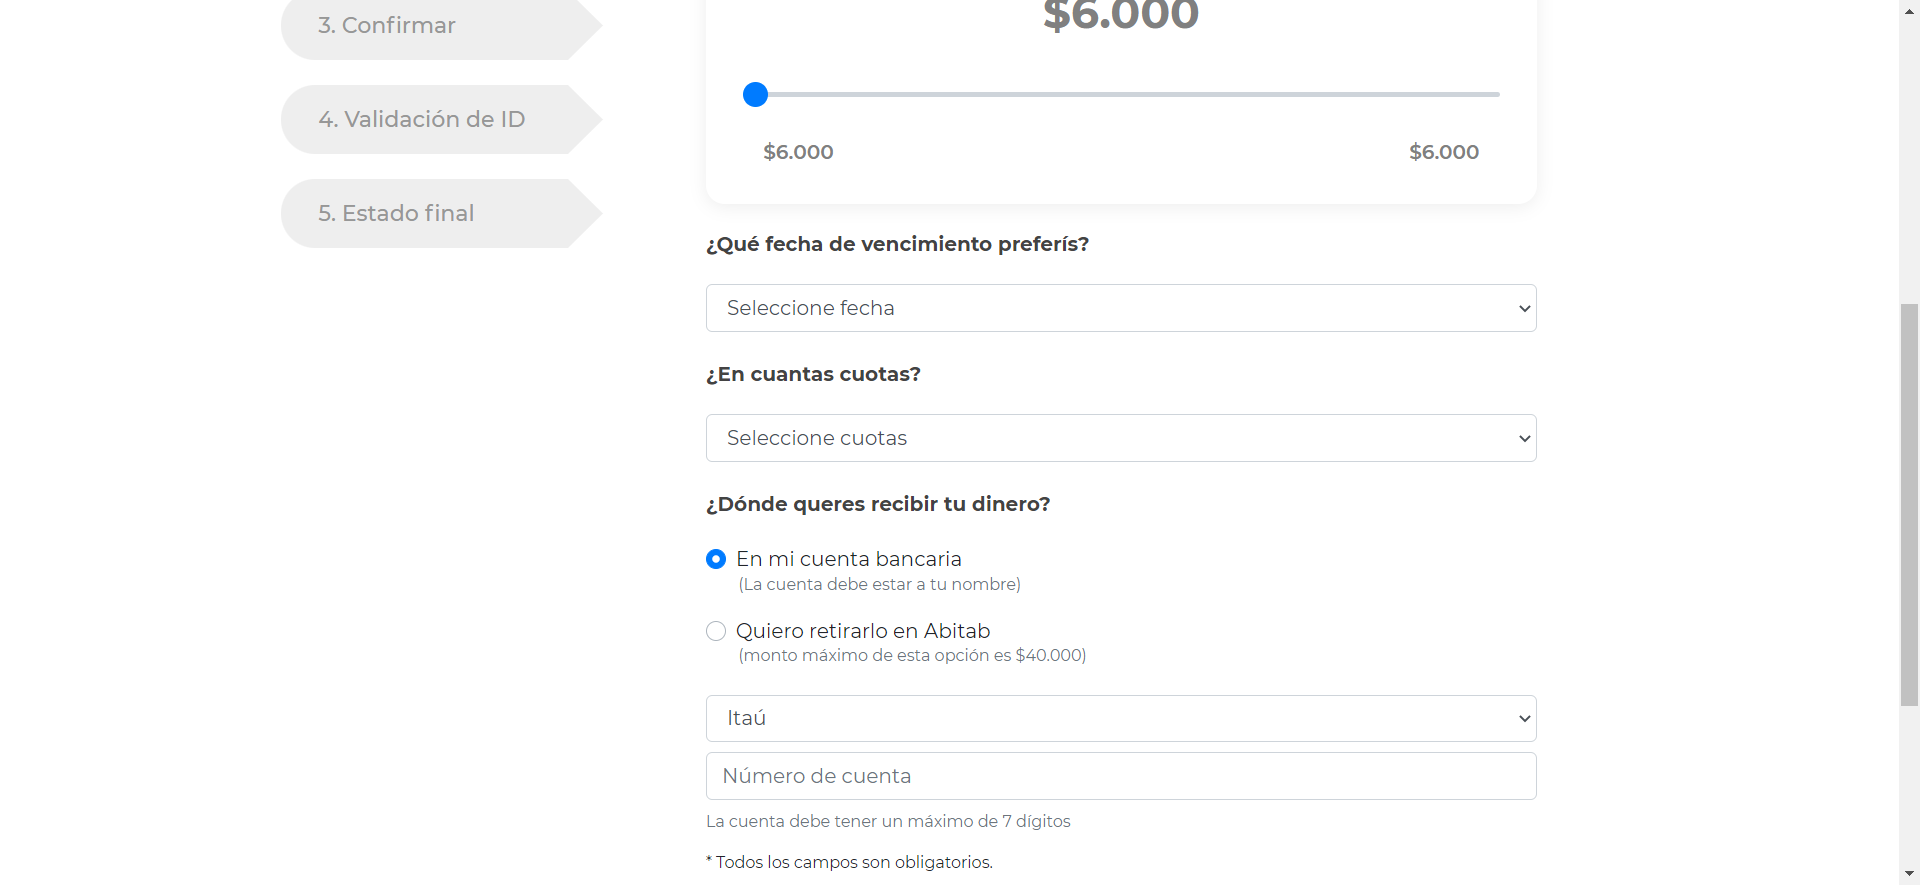 3. Confirmar
4. Validación de ID
5. Estado final
$6.000
$6.000
$6.000
¿Qué fecha de vencimiento preferís?
Seleccione fecha
¿En cuantas cuotas?
Seleccione cuotas
¿Dónde queres recibir tu dinero?
En mi cuenta bancaria
(La cuenta debe estar a tu nombre)
Quiero retirarlo en Abitab
(monto máximo de esta opción es $40.000)
Itaú
Número de cuenta
La cuenta debe tener un máximo de 7 dígitos
* Todos los campos son obligatorios.